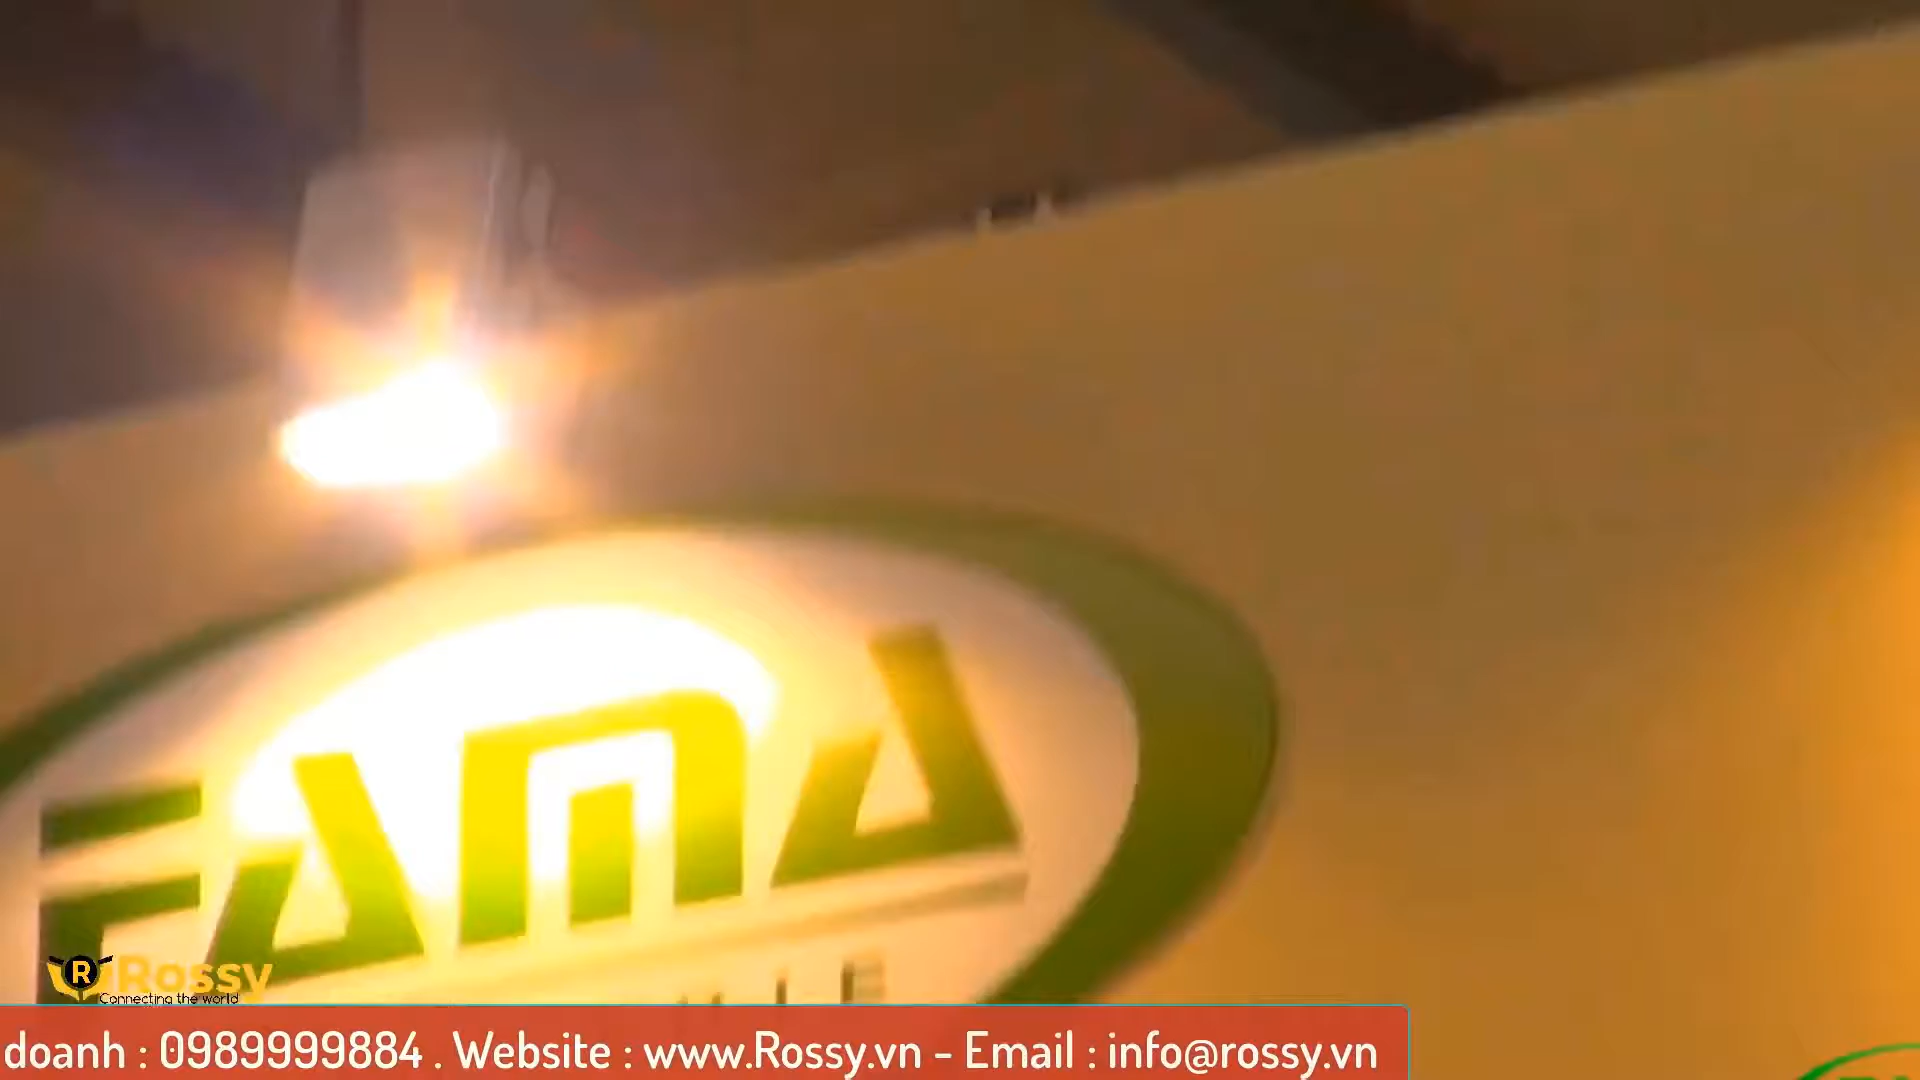 FAMA
Rossy
Connecting the world
doanh : 0989999884 . Website : www.Rossy.vn - Email : info@rossy.vn